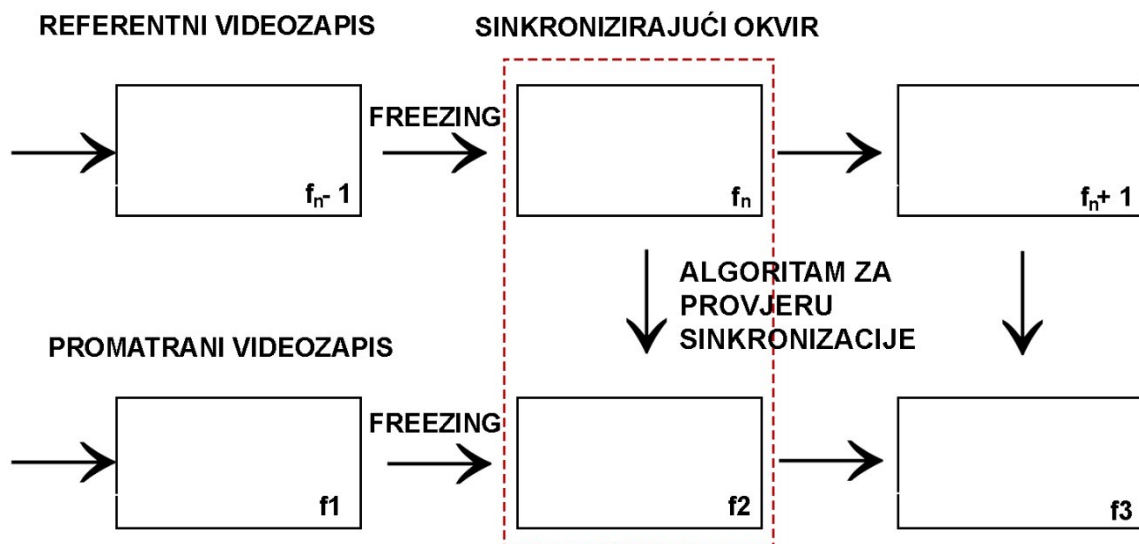 REFERENTNI VIDEOZAPIS
SINKRONIZIRAJUĆI OKVIR
FREEZING
fₙ- 1
fₙ
fₙ+ 1
ALGORITAM ZA
PROVJERU
SINKRONIZACIJE
PROMATRANI VIDEOZAPIS
FREEZING
f1
f2
f3